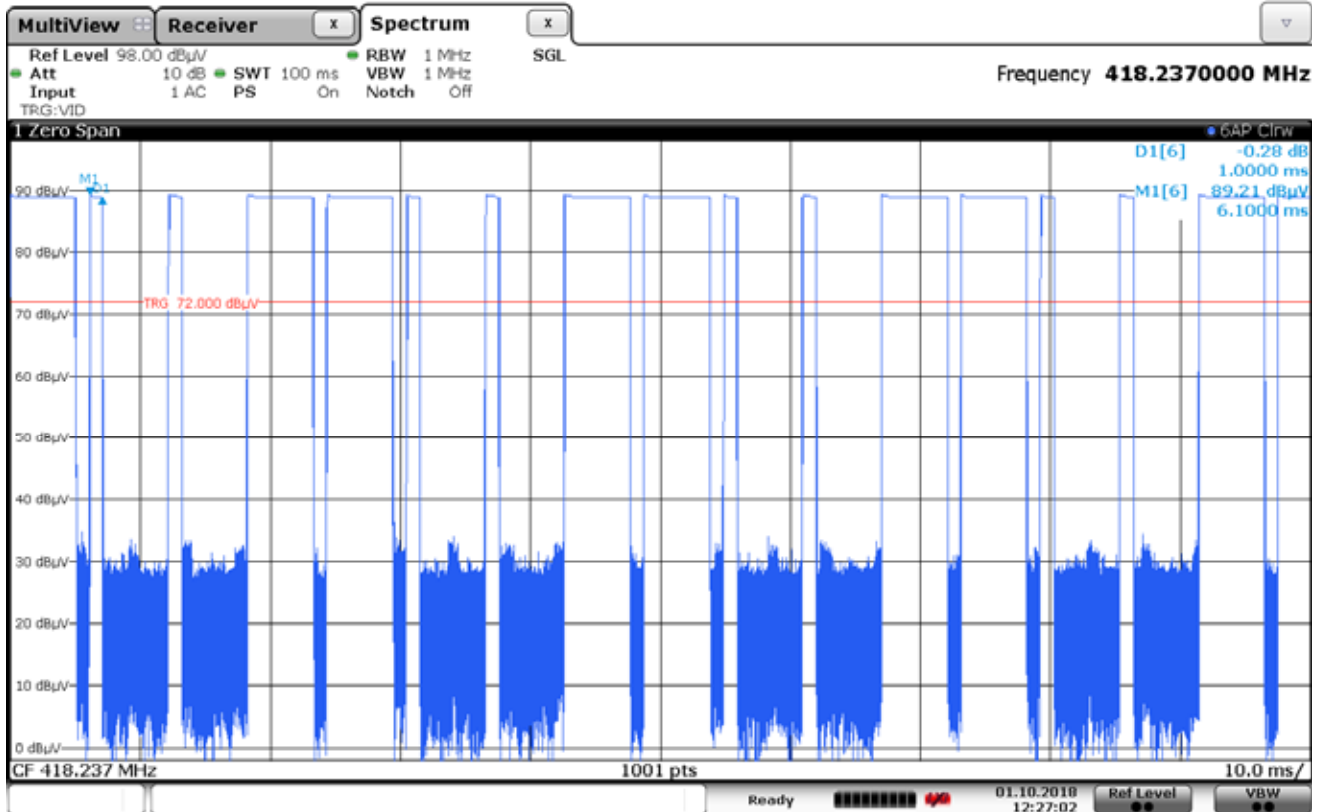 MultiView Receiver X Spectrum X
Ref Level 98.00 dBµV RBW 1 MHz SGL
Att 10 dB SWT 100 ms VBW 1 MHz Frequency 418.2370000 MHz
Input 1 AC PS On Notch Off
TRG:VID
1 Zero Span 6AP Clrw
D1[6] -0.28 dB
1.0000 ms
M1[6] 89.21 dBµV
6.1000 ms
M1
D1
90 dBµV
80 dBµV
TRG 72.000 dBµV
70 dBµV
60 dBµV
50 dBµV
40 dBµV
30 dBµV
20 dBµV
10 dBµV
0 dBµV
CF 418.237 MHz 1001 pts 10.0 ms/
Ready 01.10.2018 Ref Level VBW
12:27:02